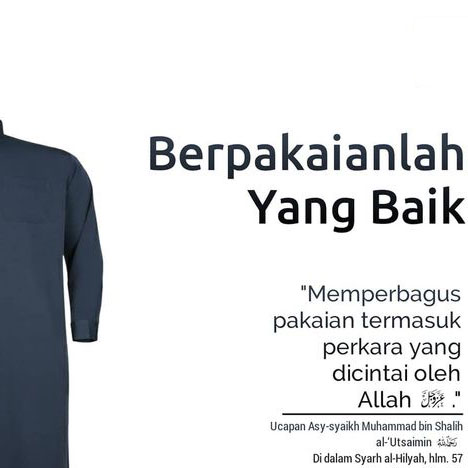 Berpakaianlah
Yang Baik
"Memperbagus
pakaian termasuk
perkara yang
dicintai oleh
Allah عزوجل ."
Ucapan Asy-syaikh Muhammad bin Shalih
al-'Utsaimin رحمه الله
Di dalam Syarh al-Hilyah, hlm. 57